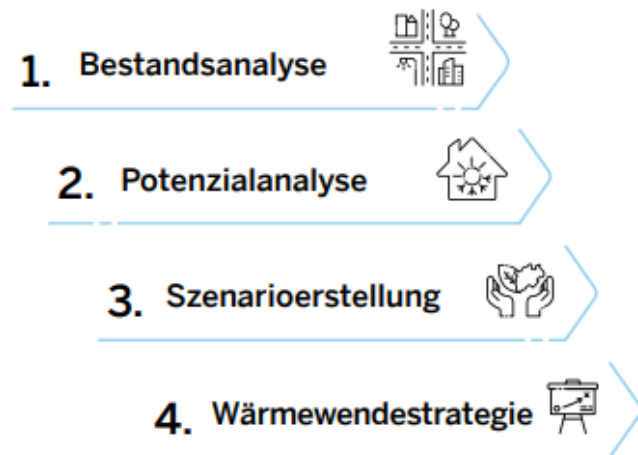 1. Bestandsanalyse
2. Potenzialanalyse
3. Szenarioerstellung
4. Wärmewendestrategie